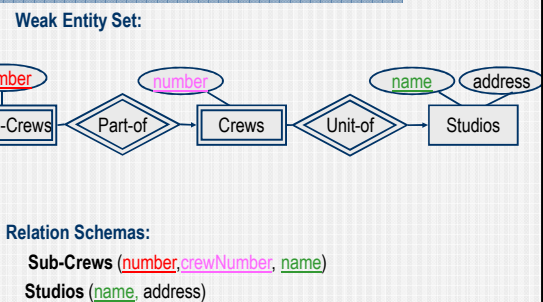 Weak Entity Set:
mber
number
name
address
-Crews
Part-of
Crews
Unit-of
Studios
Relation Schemas:
Sub-Crews (number,crewNumber, name)
Studios (name, address)